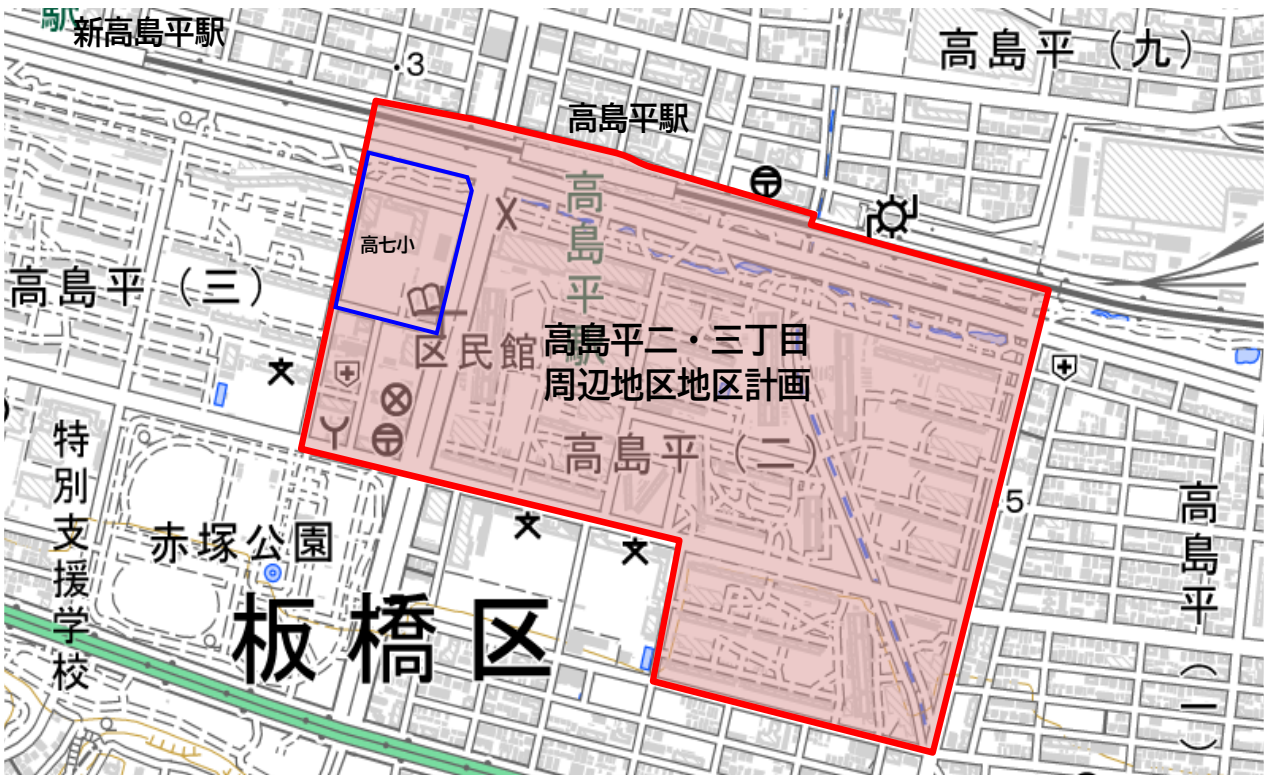 駅
新高島平駅
3
高島平（九）
高島平駅
高島平駅
高七小
高島平（三）
区民館
高島平二・三丁目
周辺地区地区計画
高島平（二）
特別支援学校
赤塚公園
5
高島平（一）
板橋区